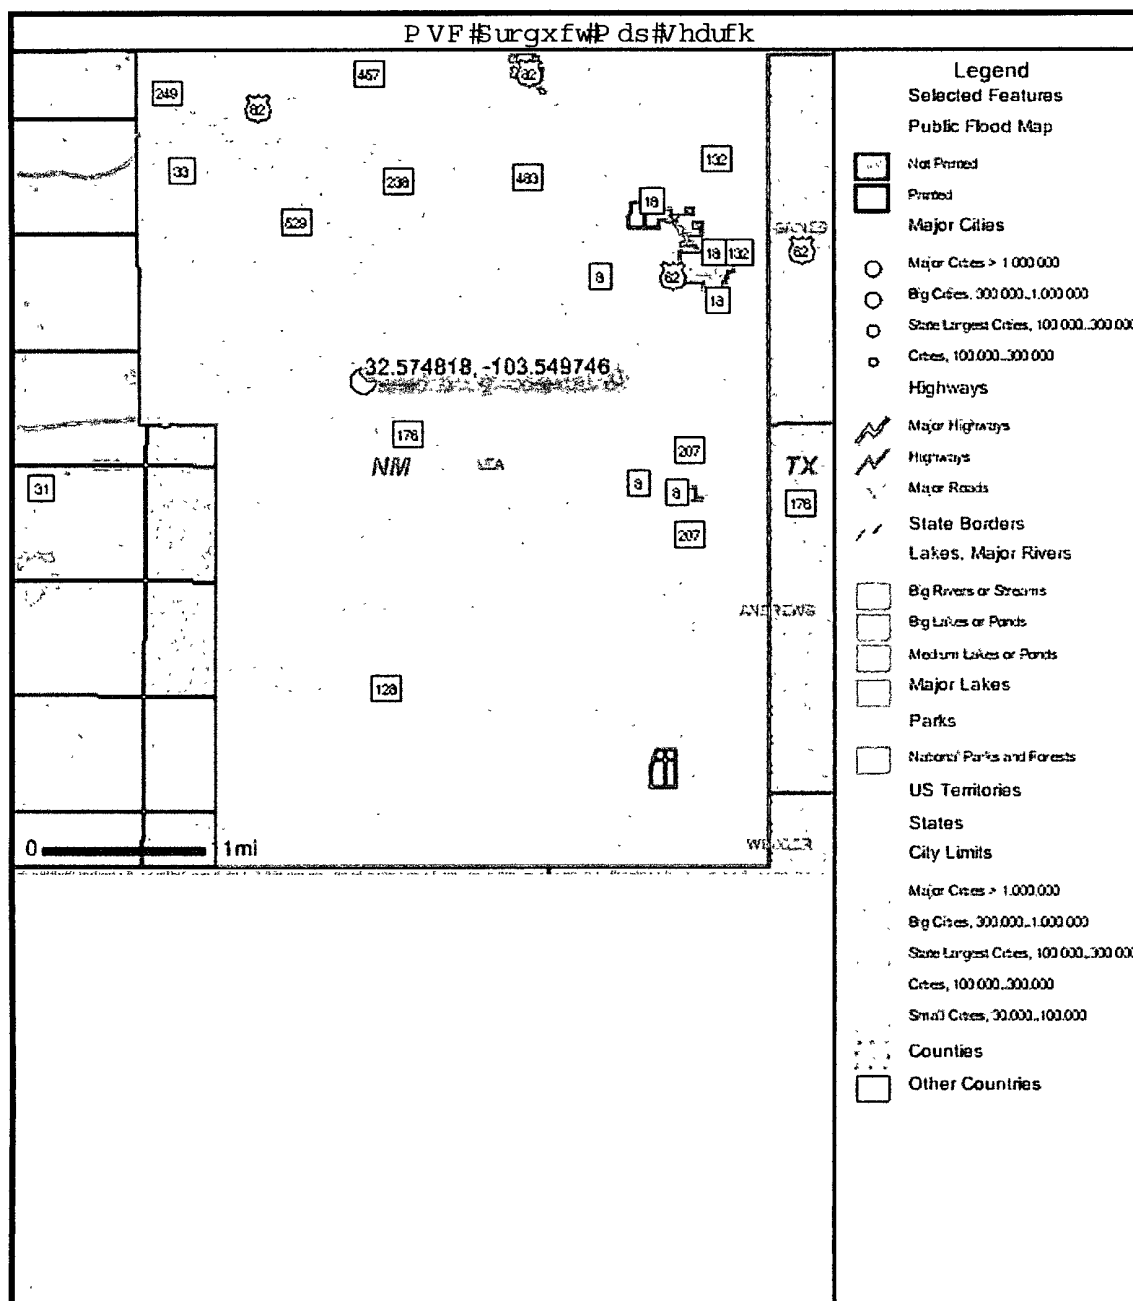 P VF#Surgxfw#P ds#Vhdufk
457
82
249
82
33
238
483
132
529
18
GAINES
18
132
62
8
62
18
32.574818, -103.549746
176
207
NM
LEA
TX
31
8
8
176
207
ANDREWS
128
0
1mi
WINKLER
Legend
Selected Features
Public Flood Map
Not Printed
Printed
Major Cities
Major Cities > 1 000 000
Big Cities, 300 000..1.000 000
State Largest Cities, 100 000..300.000
Cities, 100.000..300 000
Highways
Major Highways
Highways
Major Roads
State Borders
Lakes, Major Rivers
Big Rivers or Streams
Big Lakes or Ponds
Medium Lakes or Ponds
Major Lakes
Parks
National Parks and Forests
US Territories
States
City Limits
Major Cities > 1.000,000
Big Cities, 300.000..1.000 000
State Largest Cities, 100 000..300 000
Cities, 100 000..300.000
Small Cities, 30.000..100.000
Counties
Other Countries